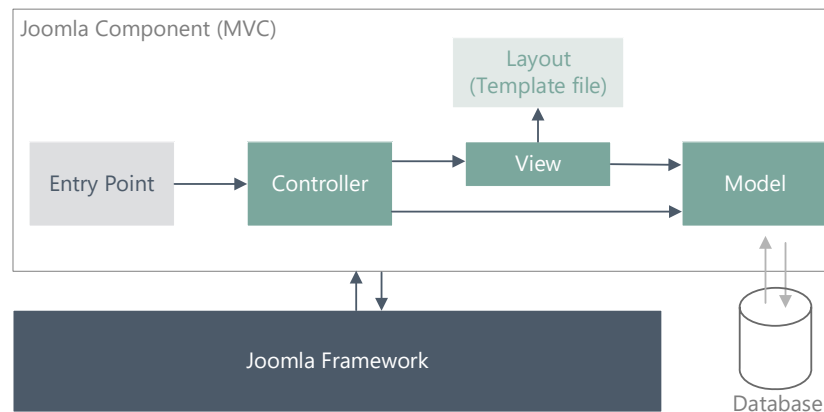 Joomla Component (MVC)
Layout
(Template file)
Entry Point
Controller
View
Model
Joomla Framework
Database